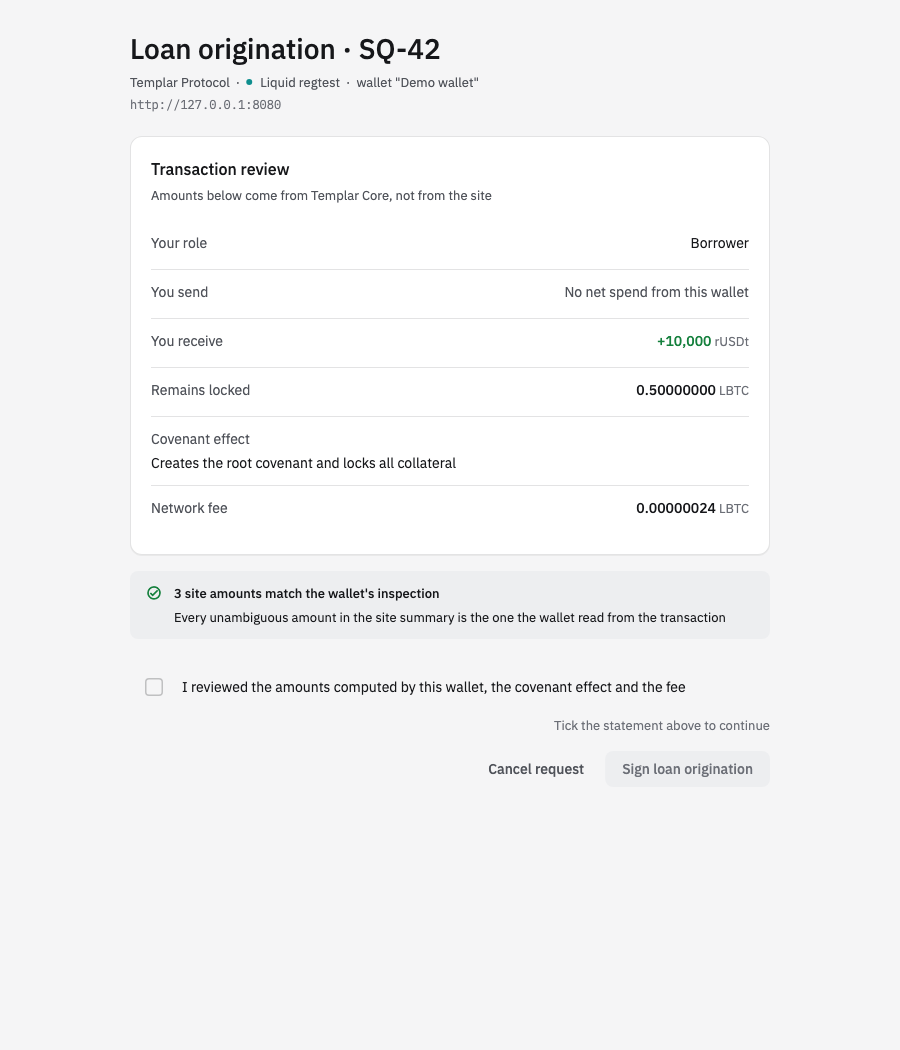 Loan origination · SQ-42
Templar Protocol · Liquid regtest · wallet "Demo wallet"
http://127.0.0.1:8080
Transaction review
Amounts below come from Templar Core, not from the site
Your role Borrower
You send No net spend from this wallet
You receive +10,000 rUSDt
Remains locked 0.50000000 LBTC
Covenant effect
Creates the root covenant and locks all collateral
Network fee 0.00000024 LBTC
3 site amounts match the wallet's inspection
Every unambiguous amount in the site summary is the one the wallet read from the transaction
I reviewed the amounts computed by this wallet, the covenant effect and the fee
Tick the statement above to continue
Cancel request Sign loan origination